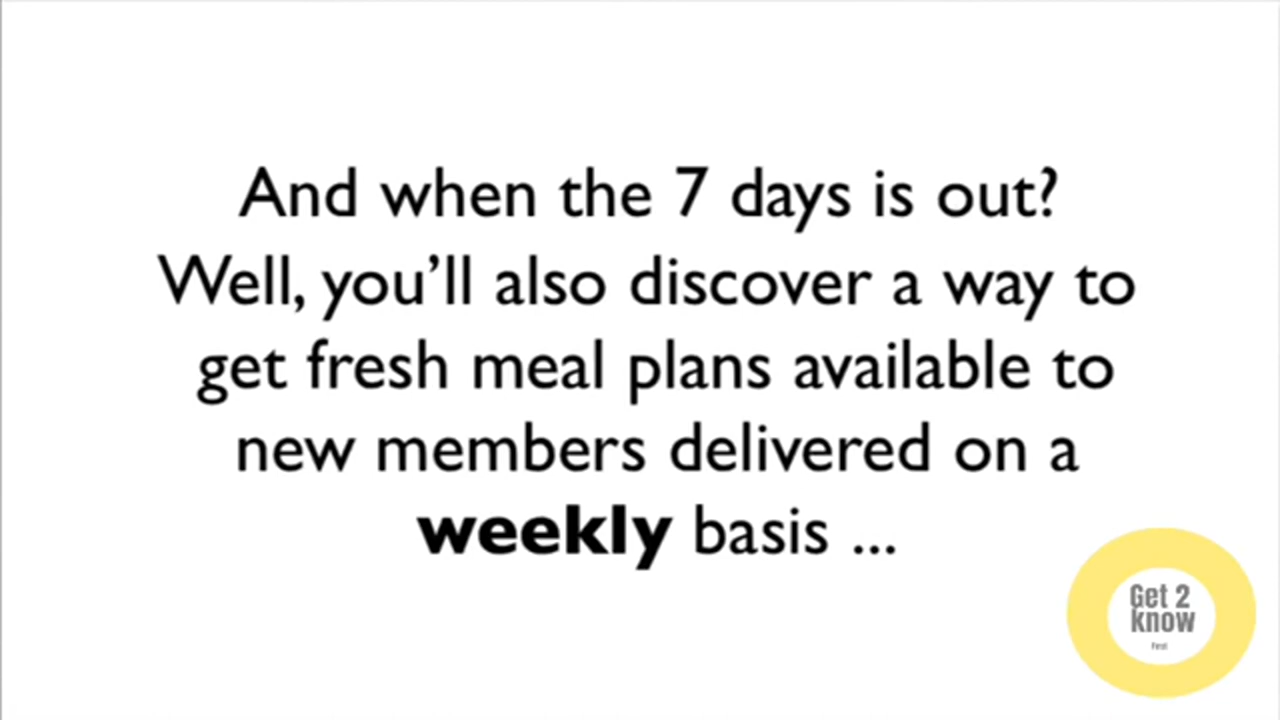 And when the 7 days is out?
Well, you’ll also discover a way to
get fresh meal plans available to
new members delivered on a
weekly basis ...
Get 2
know
First